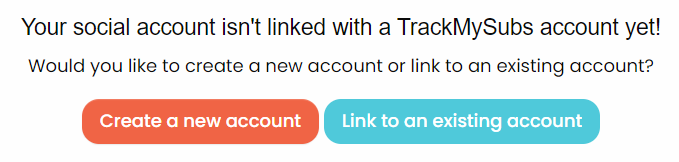 Your social account isn't linked with a TrackMySubs account yet!
Would you like to create a new account or link to an existing account?
Create a new account Link to an existing account